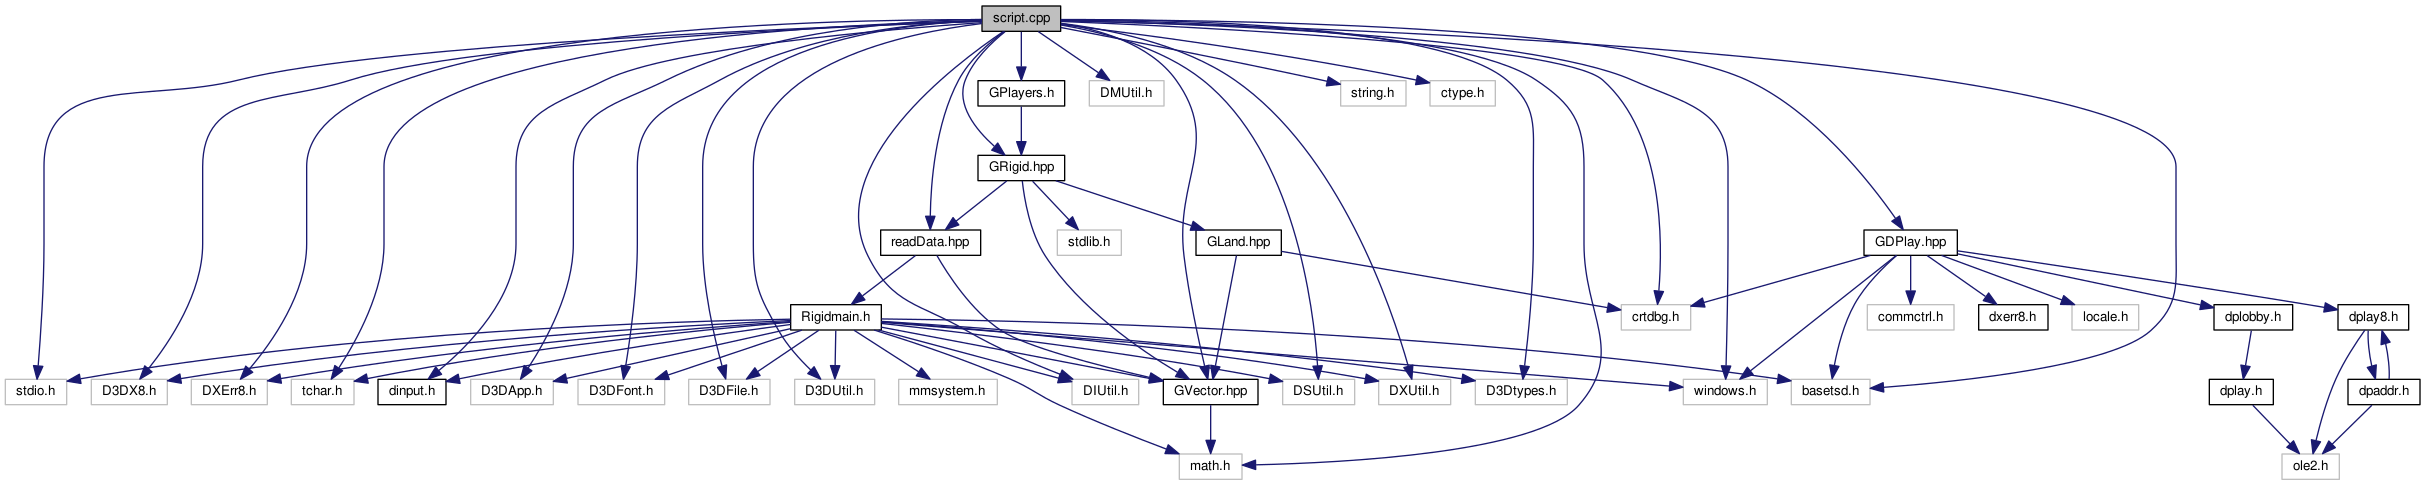 script.cpp
GPlayers.h
DMUtil.h
string.h
ctype.h
GRigid.hpp
readData.hpp
stdlib.h
GLand.hpp
GDPlay.hpp
Rigidmain.h
crtdbg.h
commctrl.h
dxerr8.h
locale.h
dplobby.h
dplay8.h
stdio.h
D3DX8.h
DXErr8.h
tchar.h
dinput.h
D3DApp.h
D3DFont.h
D3DFile.h
D3DUtil.h
mmsystem.h
DIUtil.h
GVector.hpp
DSUtil.h
DXUtil.h
D3Dtypes.h
windows.h
basetsd.h
dplay.h
dpaddr.h
math.h
ole2.h